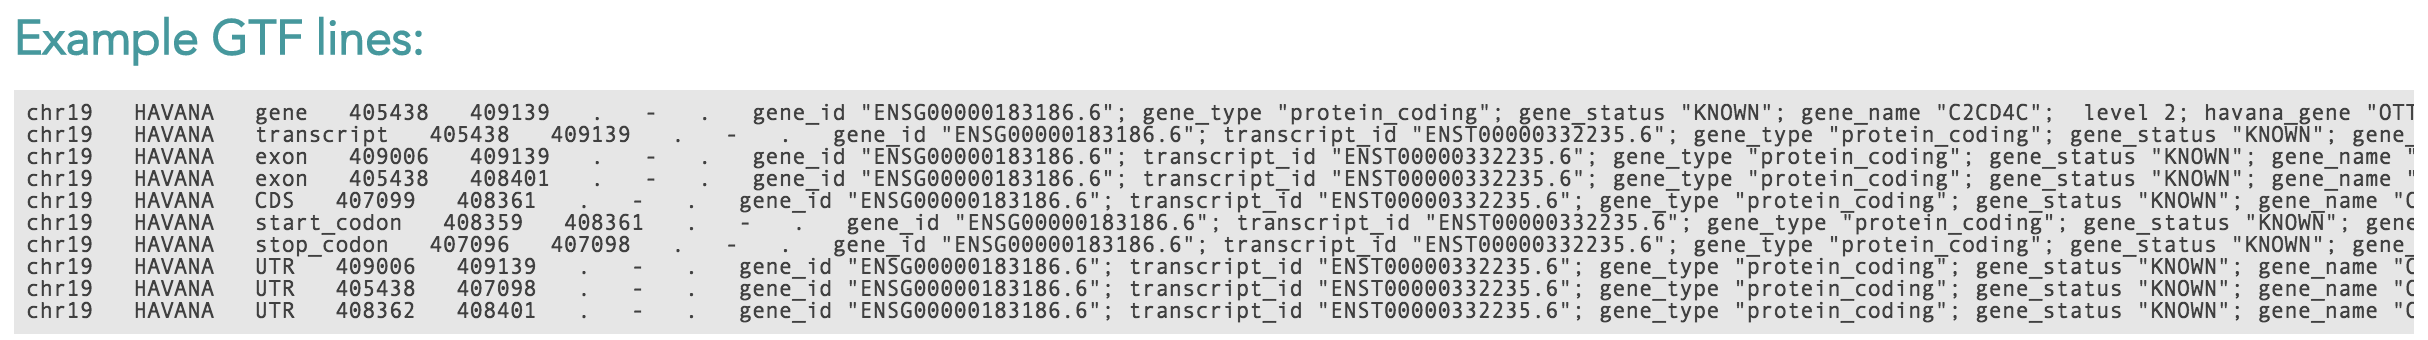 Example GTF lines:
chr19   HAVANA   gene   405438   409139   .   -   .   gene_id "ENSG00000183186.6"; gene_type "protein_coding"; gene_status "KNOWN"; gene_name "C2CD4C";  level 2; havana_gene "OTT
chr19   HAVANA   transcript   405438   409139   .   -   .   gene_id "ENSG00000183186.6"; transcript_id "ENST00000332235.6"; gene_type "protein_coding"; gene_status "KNOWN"; gene_
chr19   HAVANA   exon   409006   409139   .   -   .   gene_id "ENSG00000183186.6"; transcript_id "ENST00000332235.6"; gene_type "protein_coding"; gene_status "KNOWN"; gene_name "
chr19   HAVANA   exon   405438   408401   .   -   .   gene_id "ENSG00000183186.6"; transcript_id "ENST00000332235.6"; gene_type "protein_coding"; gene_status "KNOWN"; gene_name "
chr19   HAVANA   CDS   407099   408361   .   -   .   gene_id "ENSG00000183186.6"; transcript_id "ENST00000332235.6"; gene_type "protein_coding"; gene_status "KNOWN"; gene_name "C
chr19   HAVANA   start_codon   408359   408361   .   -   .   gene_id "ENSG00000183186.6"; transcript_id "ENST00000332235.6"; gene_type "protein_coding"; gene_status "KNOWN"; gene
chr19   HAVANA   stop_codon   407096   407098   .   -   .   gene_id "ENSG00000183186.6"; transcript_id "ENST00000332235.6"; gene_type "protein_coding"; gene_status "KNOWN"; gene_
chr19   HAVANA   UTR   409006   409139   .   -   .   gene_id "ENSG00000183186.6"; transcript_id "ENST00000332235.6"; gene_type "protein_coding"; gene_status "KNOWN"; gene_name "C
chr19   HAVANA   UTR   405438   407098   .   -   .   gene_id "ENSG00000183186.6"; transcript_id "ENST00000332235.6"; gene_type "protein_coding"; gene_status "KNOWN"; gene_name "C
chr19   HAVANA   UTR   408362   408401   .   -   .   gene_id "ENSG00000183186.6"; transcript_id "ENST00000332235.6"; gene_type "protein_coding"; gene_status "KNOWN"; gene_name "C